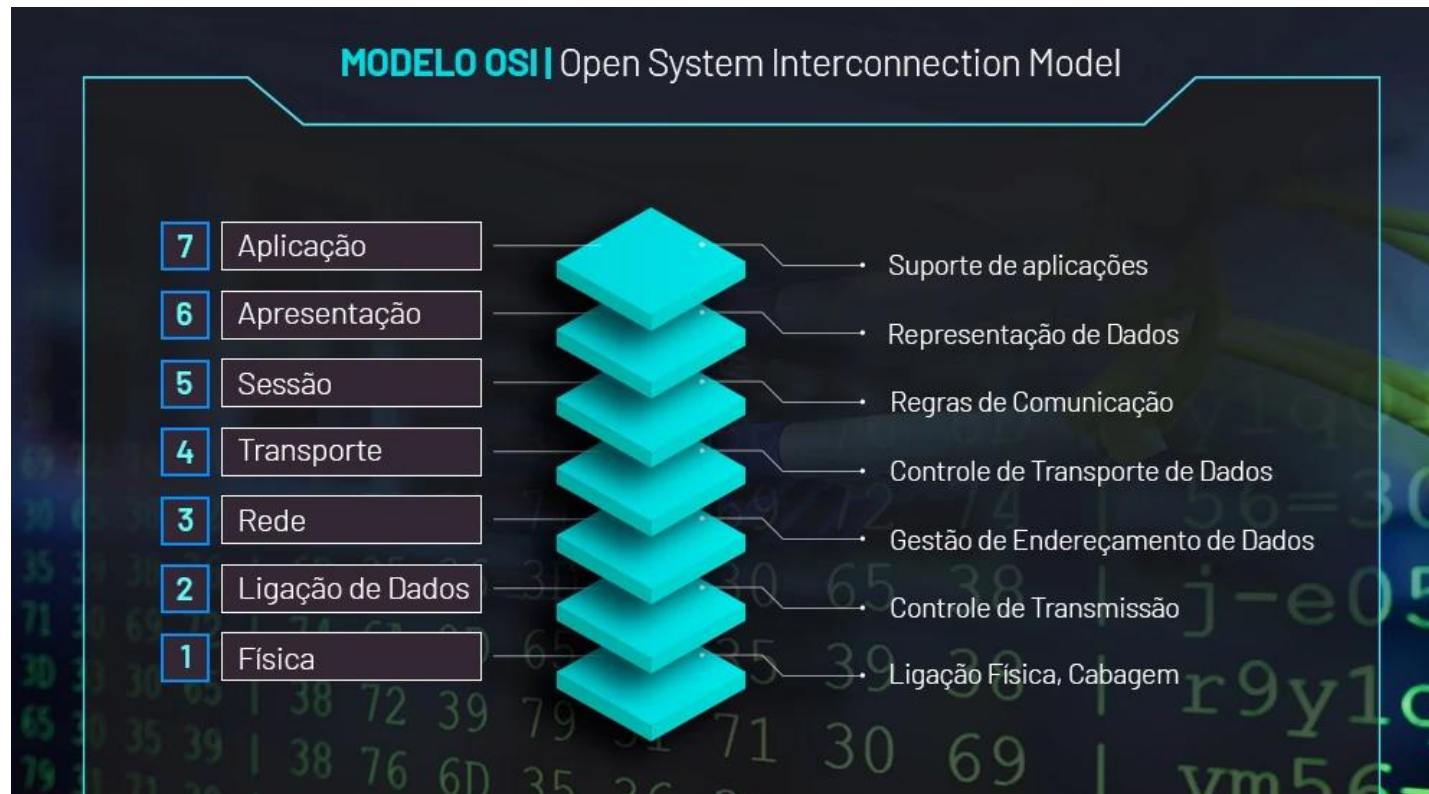 MODELO OSI | Open System Interconnection Model
7 Aplicação
Suporte de aplicações
6 Apresentação
Representação de Dados
5 Sessão
Regras de Comunicação
4 Transporte
Controle de Transporte de Dados
3 Rede
Gestão de Endereçamento de Dados
2 Ligação de Dados
Controle de Transmissão
1 Física
Ligação Física, Cabagem